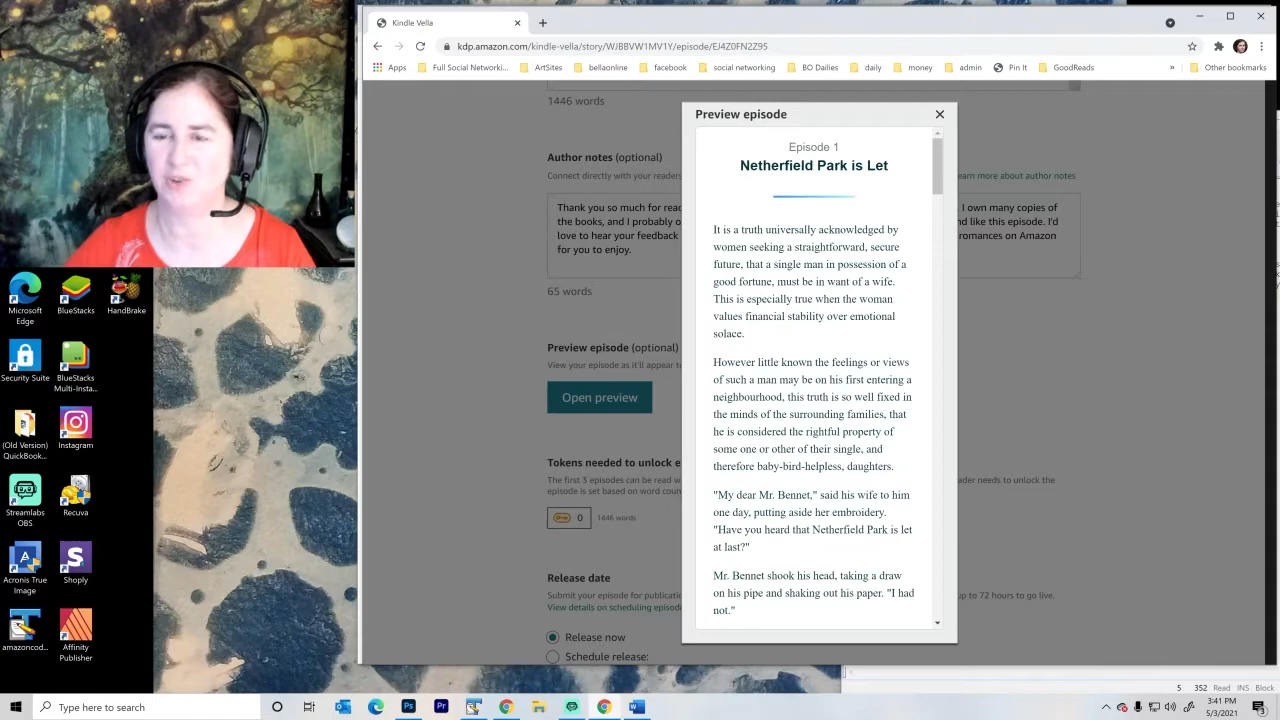 Kindle Vella
kdp.amazon.com/kindle-vella/story/WJBBVW1MV1Y/episode/EJ4Z0FN2Z95
Apps
Full Social Networki...
ArtSites
bellaonline
facebook
social networking
BO Dailies
daily
money
admin
Pin It
GoodReads
»
Other bookmarks
1446 words
Author notes (optional)
Connect directly with your readers
earn more about author notes
Thank you so much for reac
. I own many copies of
the books, and I probably o
nd like this episode. I'd
love to hear your feedback
romances on Amazon
for you to enjoy.
65 words
Preview episode (optional)
View your episode as it'll appear to
Open preview
Tokens needed to unlock e
The first 3 episodes can be read w
ader needs to unlock the
episode is set based on word coun
0
1446 words
Release date
Submit your episode for publicatio
up to 72 hours to go live.
View details on scheduling episod
Release now
Schedule release:
Preview episode
Episode 1
Netherfield Park is Let
It is a truth universally acknowledged by
women seeking a straightforward, secure
future, that a single man in possession of a
good fortune, must be in want of a wife.
This is especially true when the woman
values financial stability over emotional
solace.
However little known the feelings or views
of such a man may be on his first entering a
neighbourhood, this truth is so well fixed in
the minds of the surrounding families, that
he is considered the rightful property of
some one or other of their single, and
therefore baby-bird-helpless, daughters.
"My dear Mr. Bennet," said his wife to him
one day, putting aside her embroidery.
"Have you heard that Netherfield Park is let
at last?"
Mr. Bennet shook his head, taking a draw
on his pipe and shaking out his paper. "I had
not."
Microsoft
Edge
BlueStacks
HandBrake
Security Suite
BlueStacks
Multi-Insta...
(Old Version)
QuickBook...
Instagram
Streamlabs
OBS
Recuva
Acronis True
Image
Shoply
amazoncod...
Affinity
Publisher
352 Read INS Block
Type here to search
Ps
Pr
3:41 PM
5/3/2021
3